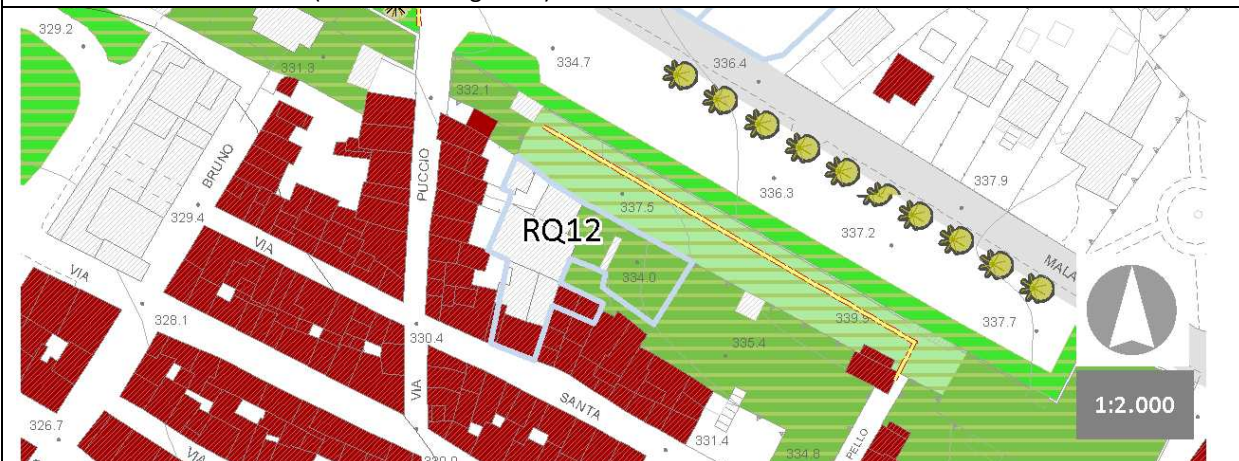 329.2
331.3
332.1
334.7
336.4
BRUNO
PUCCIO
337.5
336.3
337.9
329.4
VIA
RQ12
334.0
337.2
MALA
VIA
328.1
330.4
335.4
339.9
337.7
VIA
SANTA
1:2.000
326.7
VIA
331.4
334.8
PELLO